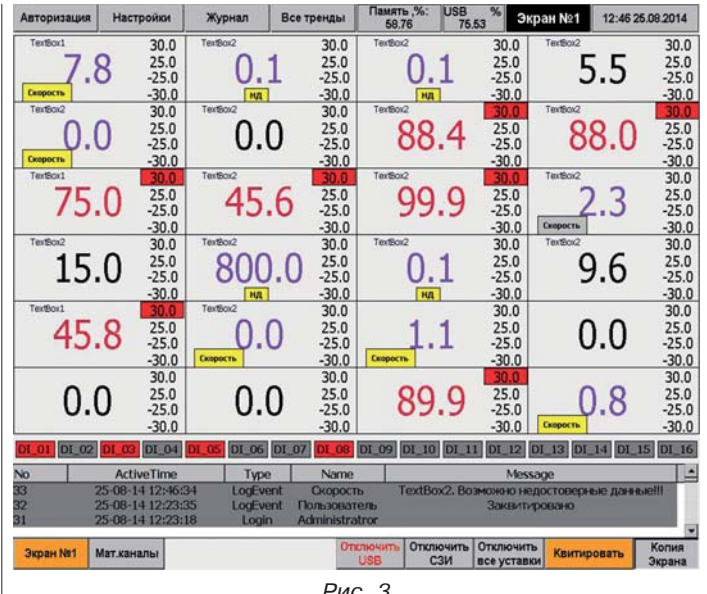 Авторизация Настройки Журнал Все тренды Память ,%: USB % Экран №1 12:46 25.08.2014
58.76 75.53
TextBox1 30.0 TextBox2 30.0 TextBox2 30.0 TextBox2 30.0
7.8 25.0 0.1 25.0 0.1 25.0 5.5 25.0
-25.0 -25.0 -25.0 -25.0
Скорость -30.0 НД -30.0 НД -30.0 -30.0
TextBox2 30.0 TextBox2 30.0 TextBox2 30.0 TextBox2 30.0
0.0 25.0 0.0 25.0 88.4 25.0 88.0 25.0
-25.0 -25.0 -25.0 -25.0
Скорость -30.0 -30.0 -30.0 -30.0
TextBox1 30.0 TextBox2 30.0 TextBox2 30.0 TextBox2 30.0
75.0 25.0 45.6 25.0 99.9 25.0 2.3 25.0
-25.0 -25.0 -25.0 -25.0
-30.0 -30.0 -30.0 Скорость -30.0
TextBox2 30.0 TextBox2 30.0 TextBox2 30.0 TextBox2 30.0
15.0 25.0 800.0 25.0 0.1 25.0 9.6 25.0
-25.0 -25.0 -25.0 -25.0
-30.0 НД -30.0 НД -30.0 -30.0
TextBox1 30.0 TextBox2 30.0 TextBox2 30.0 30.0
45.8 25.0 0.0 25.0 1.1 25.0 0.0 25.0
-25.0 -25.0 -25.0 -25.0
-30.0 Скорость -30.0 Скорость -30.0 -30.0
30.0 30.0 30.0 30.0
0.0 25.0 0.0 25.0 89.9 25.0 0.8 25.0
-25.0 -25.0 -25.0 -25.0
-30.0 -30.0 -30.0 Скорость -30.0
DI_01 DI_02 DI_03 DI_04 DI_05 DI_06 DI_07 DI_08 DI_09 DI_10 DI_11 DI_12 DI_13 DI_14 DI_15 DI_16
No ActiveTime Type Name Message
33 25-08-14 12:46:34 LogEvent Скорость TextBox2. Возможно недостоверные данные!!!
32 25-08-14 12:23:35 LogEvent Пользователь Заквитировано
31 25-08-14 12:23:18 Login Administratror
Экран №1 Мат.каналы Отключить Отключить Отключить Квитировать Копия
USB СЗИ все уставки Экрана
Рис. 3